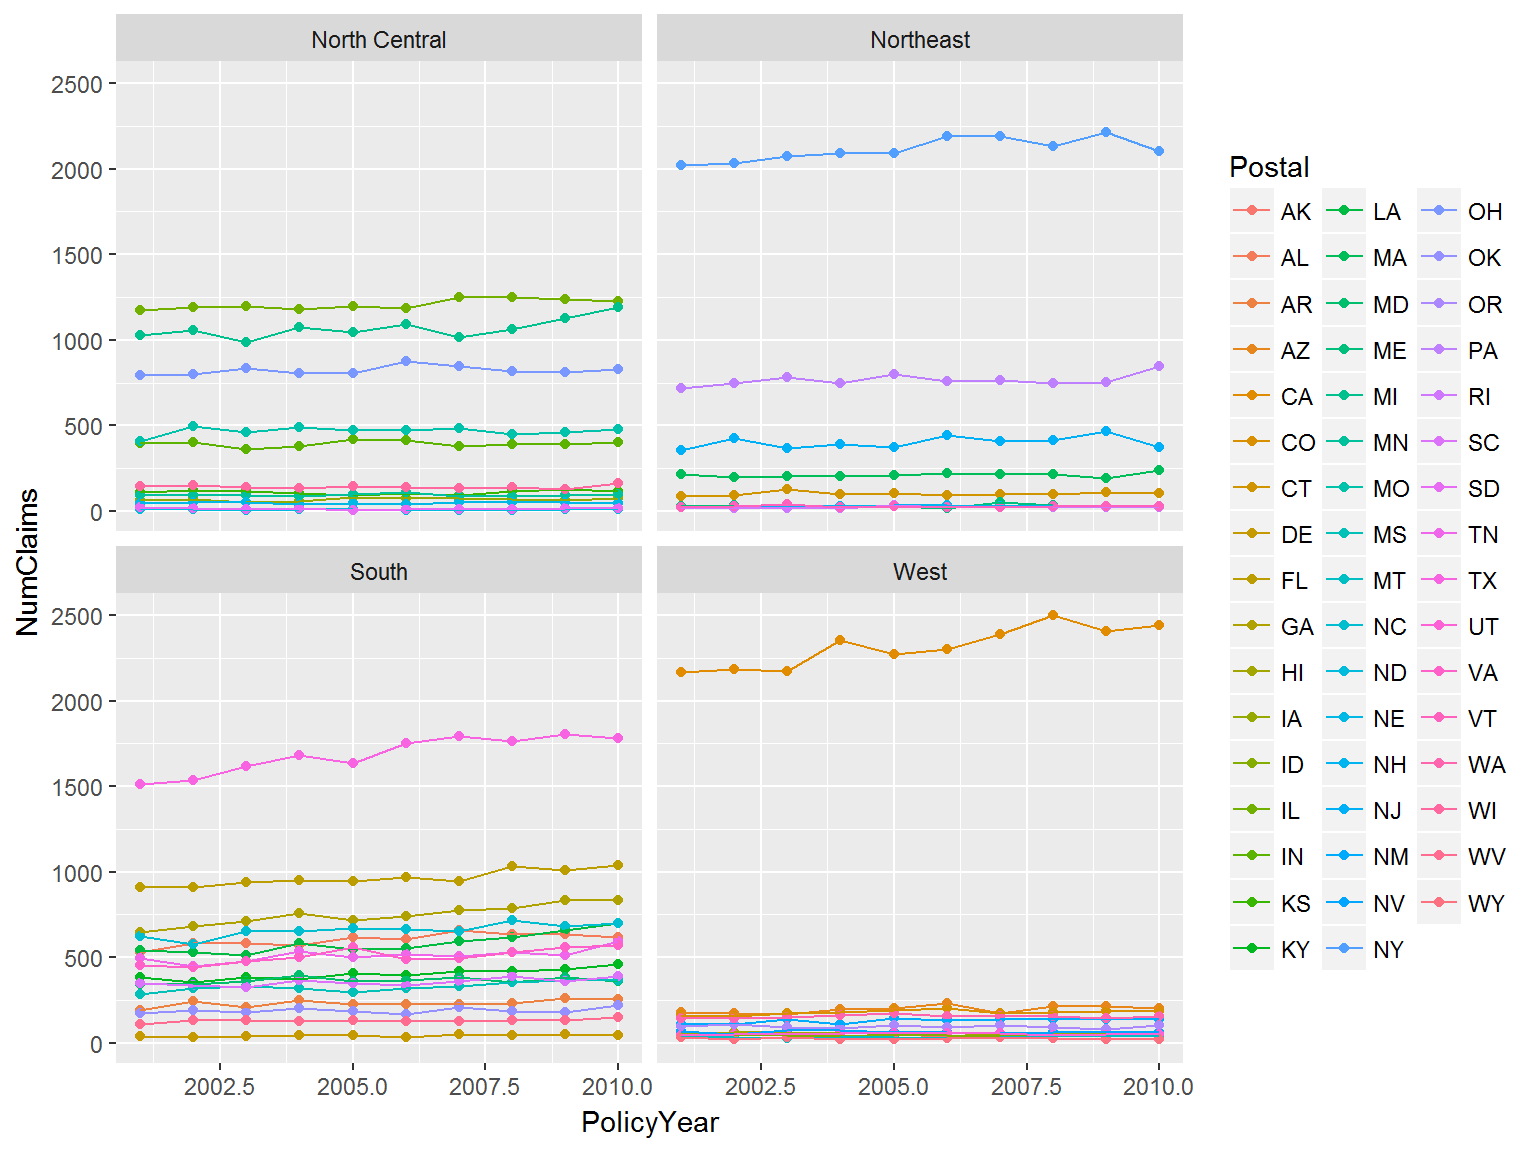 North Central
Northeast
2500
2000
1500
1000
500
0
South
West
2500
2000
1500
1000
500
0
2002.5
2005.0
2007.5
2010.0
2002.5
2005.0
2007.5
2010.0
PolicyYear
NumClaims
Postal
AK
AL
AR
AZ
CA
CO
CT
DE
FL
GA
HI
IA
ID
IL
IN
KS
KY
LA
MA
MD
ME
MI
MN
MO
MS
MT
NC
ND
NE
NH
NJ
NM
NV
NY
OH
OK
OR
PA
RI
SC
SD
TN
TX
UT
VA
VT
WA
WI
WV
WY